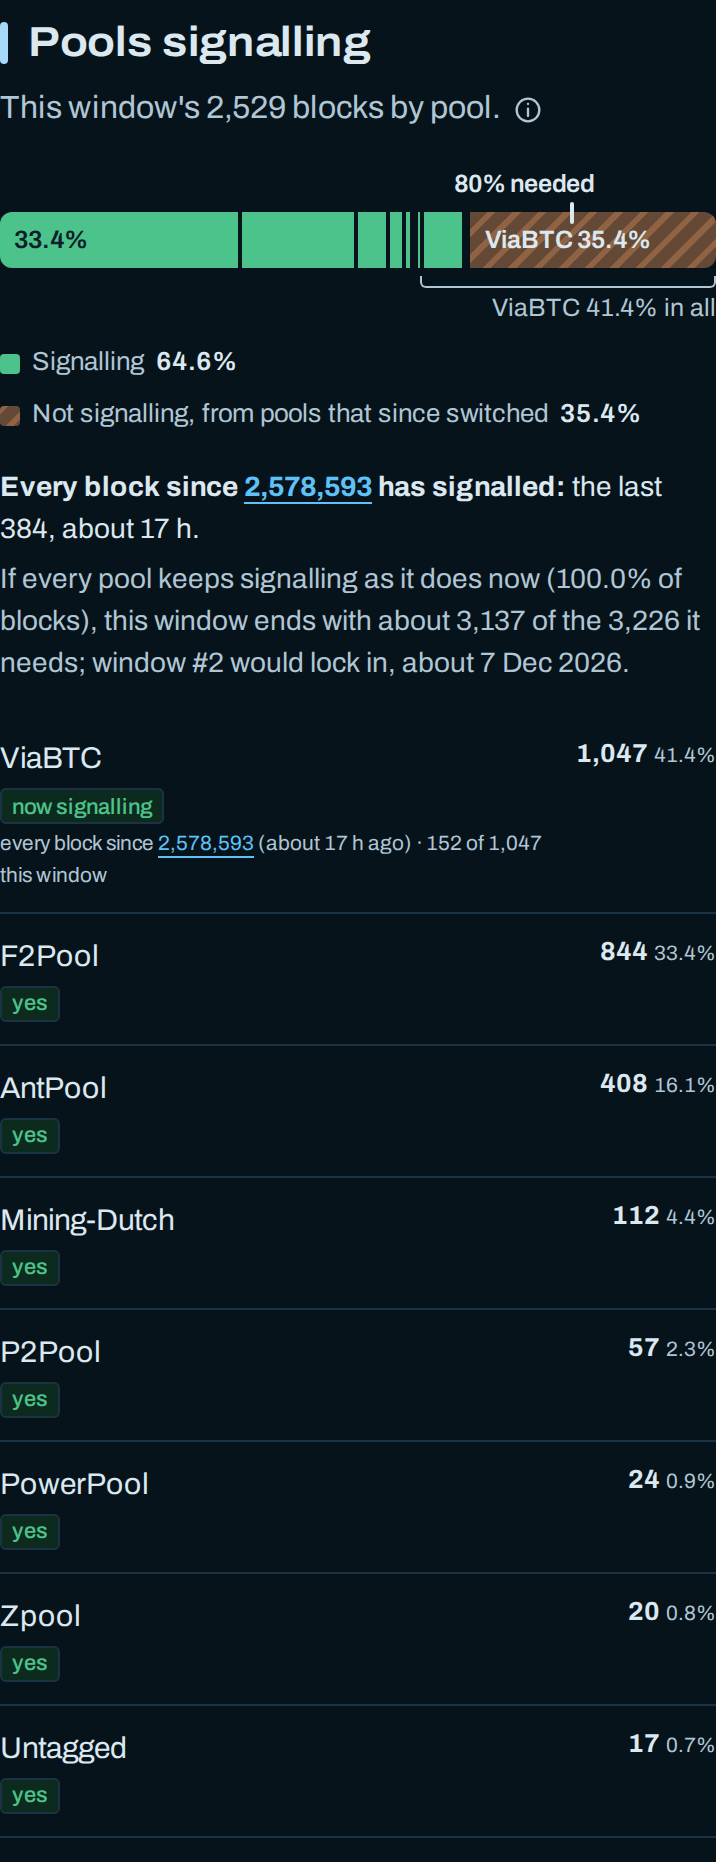 Pools signalling
This window's 2,529 blocks by pool.
80% needed
33.4%
ViaBTC 35.4%
ViaBTC 41.4% in all
Signalling 64.6%
Not signalling, from pools that since switched 35.4%
Every block since 2,578,593 has signalled: the last
384, about 17 h.
If every pool keeps signalling as it does now (100.0% of
blocks), this window ends with about 3,137 of the 3,226 it
needs; window #2 would lock in, about 7 Dec 2026.
ViaBTC 1,047 41.4%
now signalling
every block since 2,578,593 (about 17 h ago) · 152 of 1,047
this window
F2Pool 844 33.4%
yes
AntPool 408 16.1%
yes
Mining-Dutch 112 4.4%
yes
P2Pool 57 2.3%
yes
PowerPool 24 0.9%
yes
Zpool 20 0.8%
yes
Untagged 17 0.7%
yes